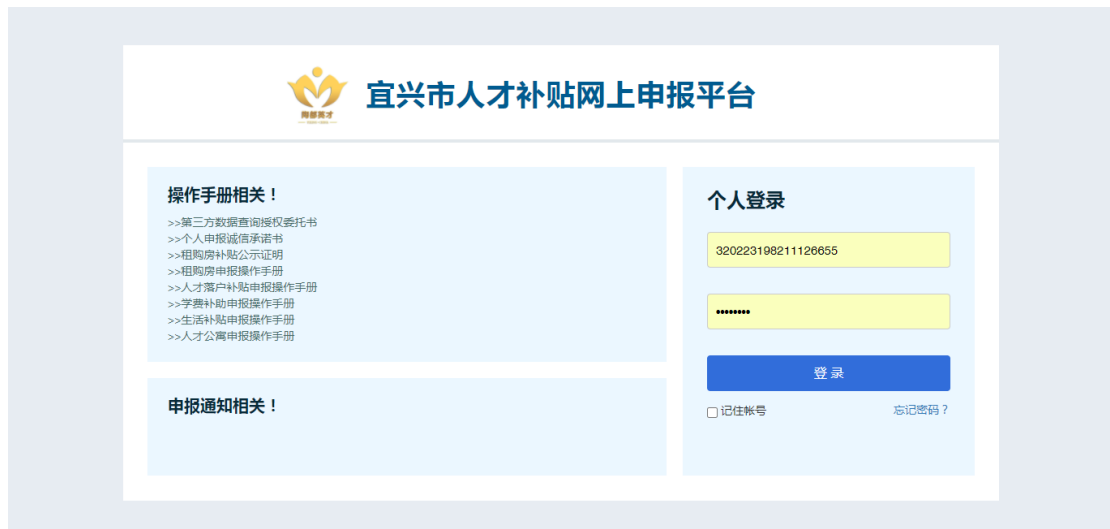 陶都英才
宜兴市人才补贴网上申报平台
操作手册相关！
>>第三方数据查询授权委托书
>>个人申报诚信承诺书
>>租购房补贴公示证明
>>租购房申报操作手册
>>人才落户补贴申报操作手册
>>学费补助申报操作手册
>>生活补贴申报操作手册
>>人才公寓申报操作手册
申报通知相关！
个人登录
320223198211126655
••••••••
登 录
记住帐号
忘记密码？